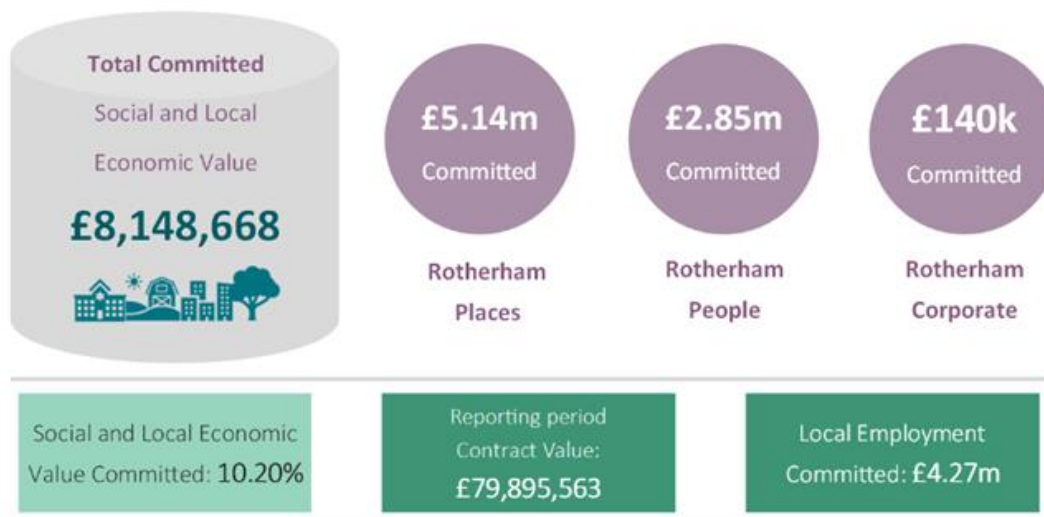 Total Committed
Social and Local
Economic Value
£8,148,668
£5.14m
Committed
Rotherham
Places
£2.85m
Committed
Rotherham
People
£140k
Committed
Rotherham
Corporate
Social and Local Economic
Value Committed: 10.20%
Reporting period
Contract Value:
£79,895,563
Local Employment
Committed: £4.27m